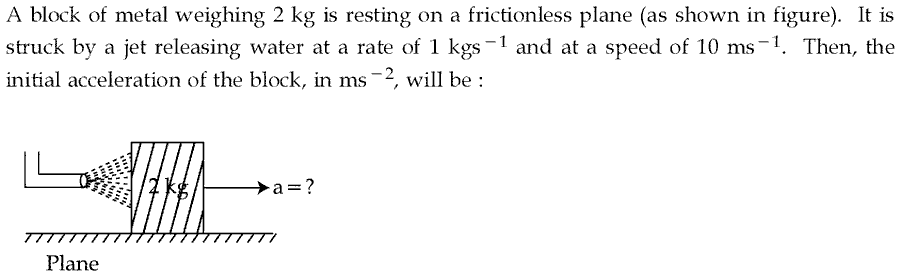 A block of metal weighing 2 kg is resting on a frictionless plane (as shown in figure). It is
struck by a jet releasing water at a rate of 1 kgs⁻¹ and at a speed of 10 ms⁻¹. Then, the
initial acceleration of the block, in ms⁻², will be :
2 kg
a = ?
Plane